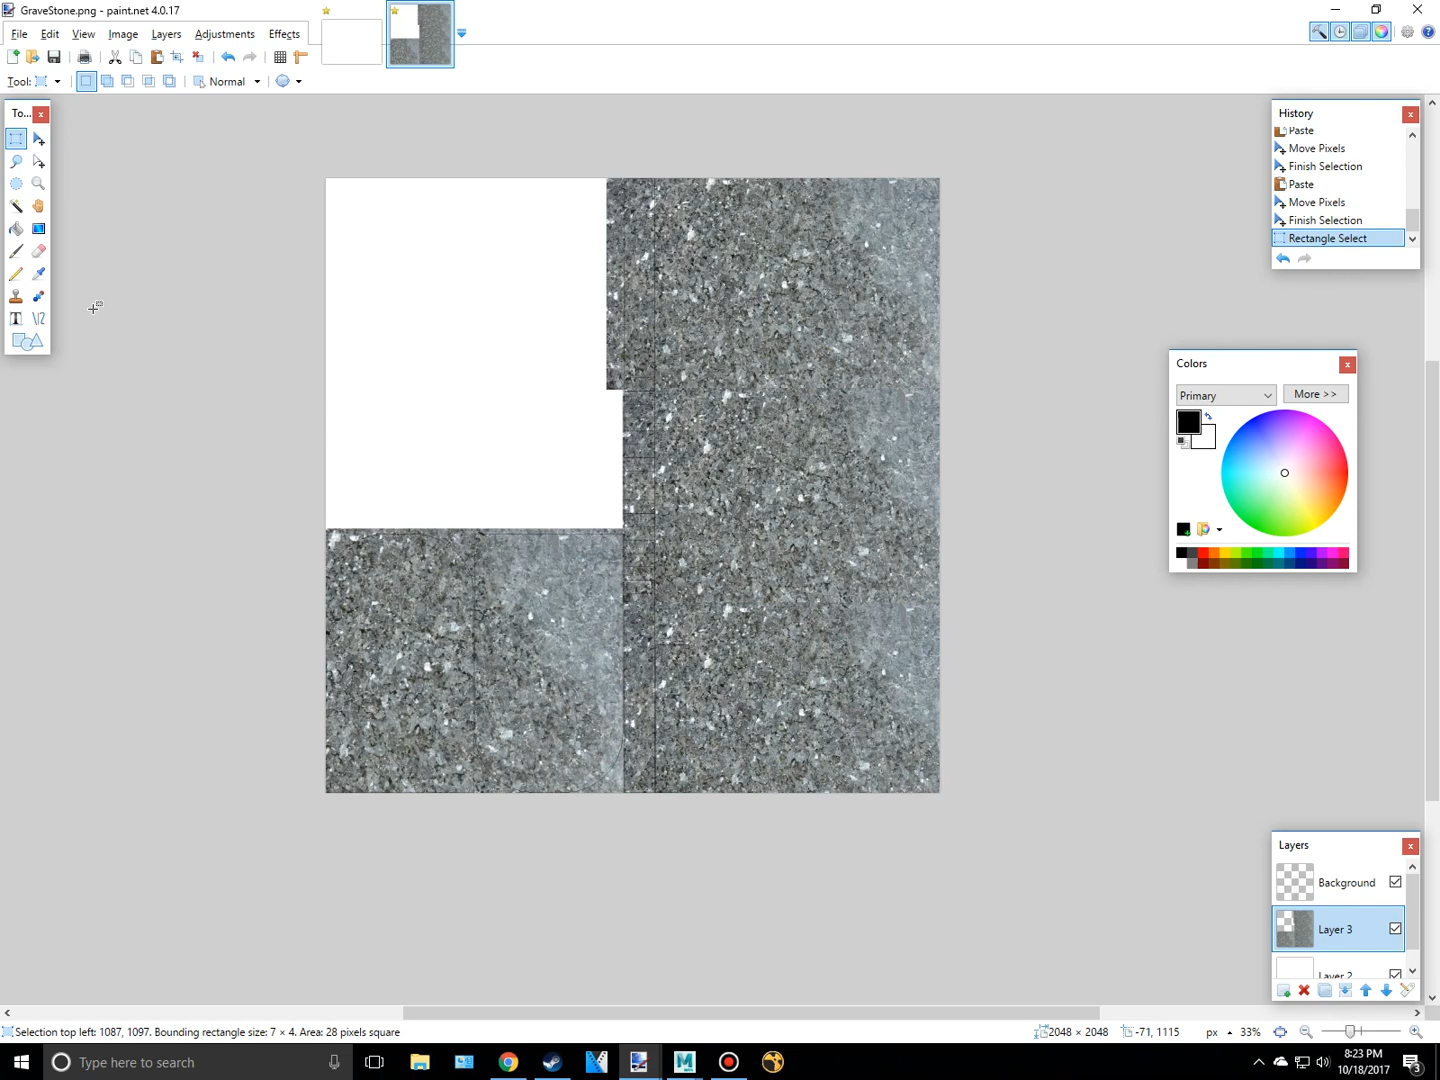 GraveStone.png - paint.net 4.0.17
File Edit View Image Layers Adjustments Effects
Tool: Normal
To...
History
Paste
Move Pixels
Finish Selection
Paste
Move Pixels
Finish Selection
Rectangle Select
Colors
Primary More >>
Layers
Background
Layer 3
Layer 2
Selection top left: 1087, 1097. Bounding rectangle size: 7 × 4. Area: 28 pixels square 2048 × 2048 -71, 1115 px 33%
Type here to search
8:23 PM
10/18/2017
3